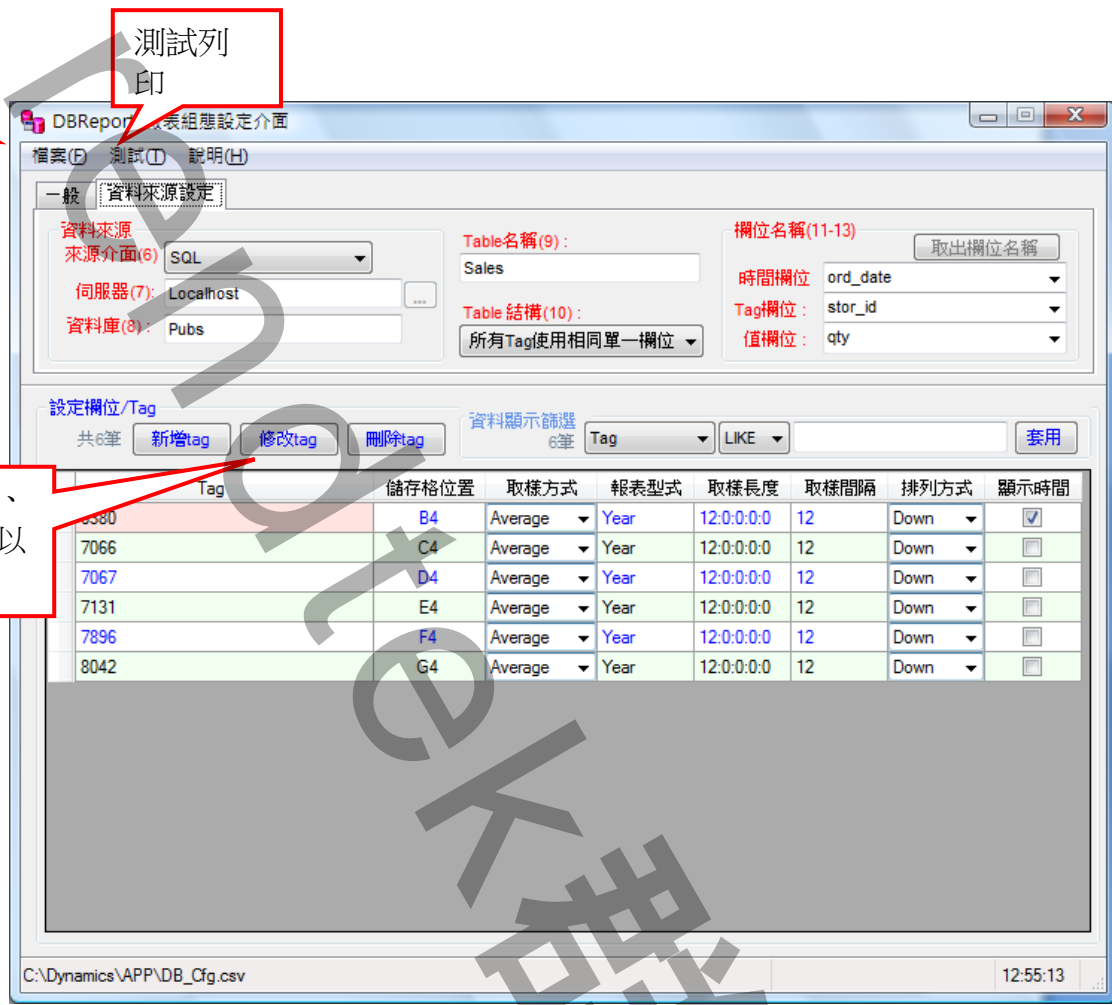 測試列
印
DBReport 報表組態設定介面
檔案(F) 測試(T) 說明(H)
一般 資料來源設定
資料來源
來源介面(6) SQL
伺服器(7): Localhost ...
資料庫(8): Pubs
Table名稱(9) :
Sales
Table 結構(10) :
所有Tag使用相同單一欄位
欄位名稱(11-13)
取出欄位名稱
時間欄位 ord_date
Tag欄位 : stor_id
值欄位 : qty
設定欄位/Tag
共6筆 新增tag 修改tag 刪除tag
資料顯示篩選
6筆 Tag LIKE 套用
、
以
Tag 儲存格位置 取樣方式 報表型式 取樣長度 取樣間隔 排列方式 顯示時間
6380 B4 Average Year 12:0:0:0:0 12 Down
7066 C4 Average Year 12:0:0:0:0 12 Down
7067 D4 Average Year 12:0:0:0:0 12 Down
7131 E4 Average Year 12:0:0:0:0 12 Down
7896 F4 Average Year 12:0:0:0:0 12 Down
8042 G4 Average Year 12:0:0:0:0 12 Down
C:\Dynamics\APP\DB_Cfg.csv 12:55:13
endtek